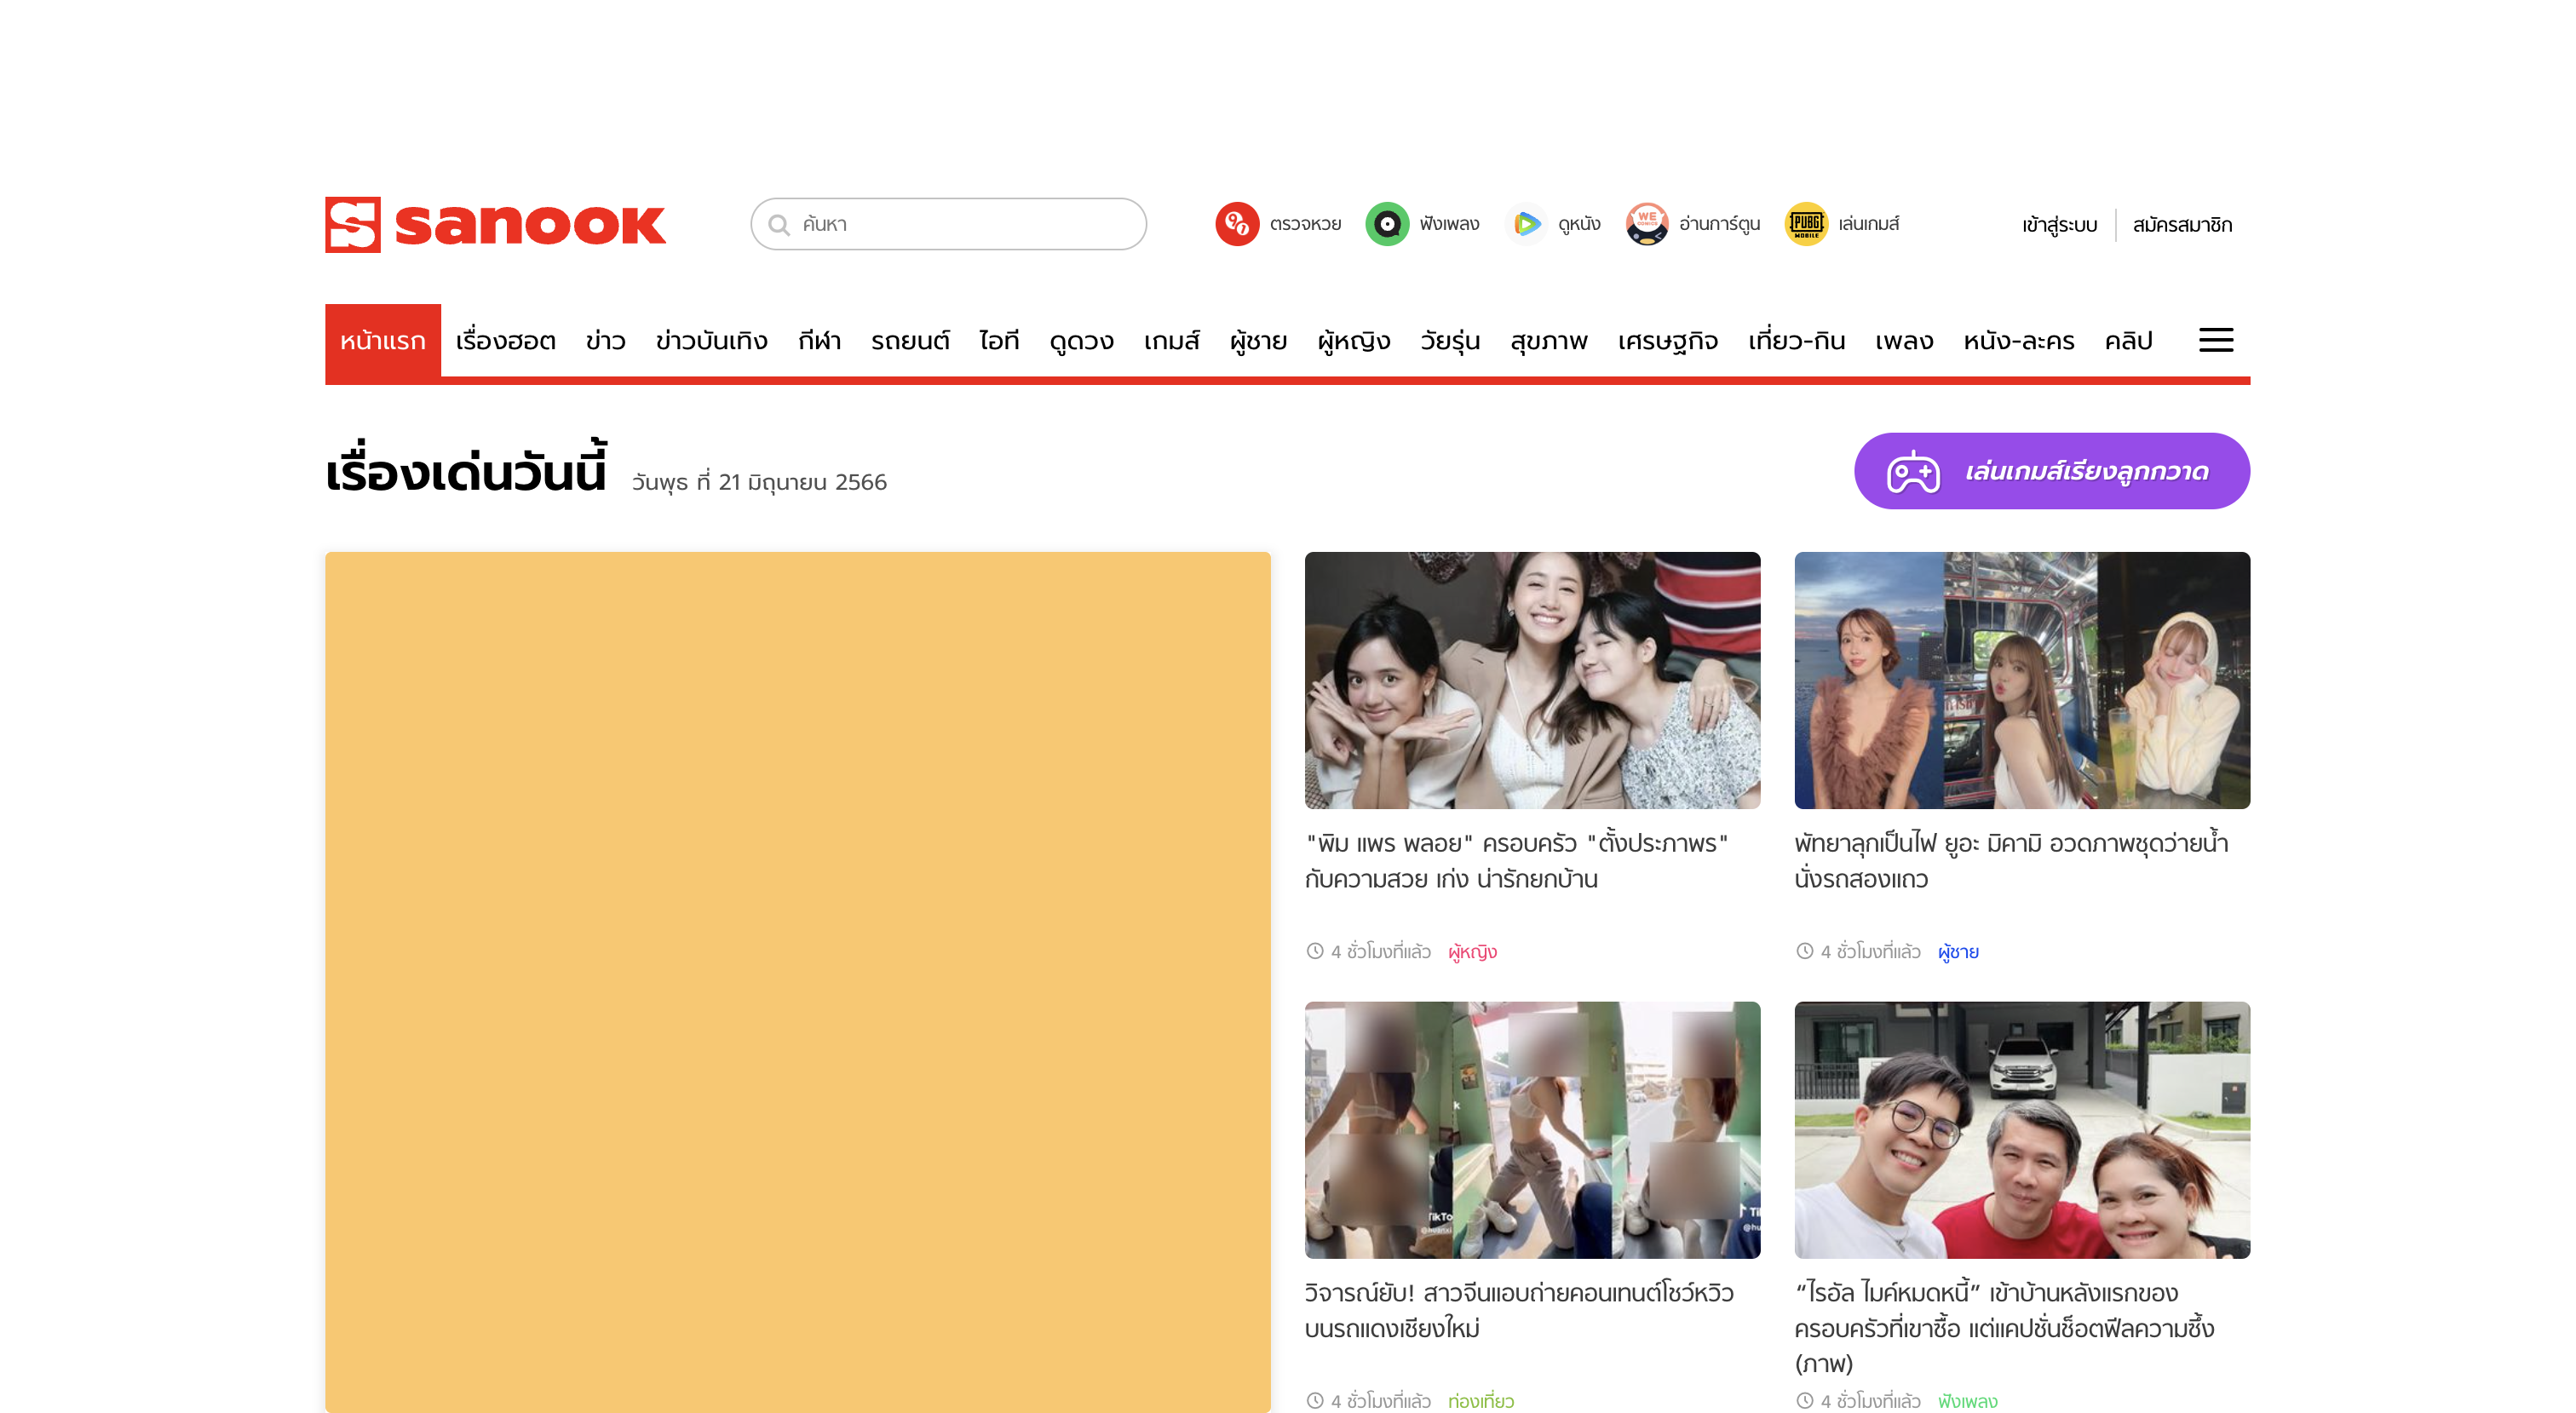 sanook
ค้นหา
ตรวจหวย
ฟังเพลง
ดูหนัง
WE
COMICS
อ่านการ์ตูน
PUBG
MOBILE
เล่นเกมส์
เข้าสู่ระบบ
สมัครสมาชิก
หน้าแรก เรื่องฮอต ข่าว ข่าวบันเทิง กีฬา รถยนต์ ไอที ดูดวง เกมส์ ผู้ชาย ผู้หญิง วัยรุ่น สุขภาพ เศรษฐกิจ เที่ยว-กิน เพลง หนัง-ละคร คลิป
เรื่องเด่นวันนี้ วันพุธ ที่ 21 มิถุนายน 2566
เล่นเกมส์เรียงลูกกวาด
"พิม แพร พลอย" ครอบครัว "ตั้งประภาพร"
กับความสวย เก่ง น่ารักยกบ้าน
4 ชั่วโมงที่แล้ว ผู้หญิง
พัทยาลุกเป็นไฟ ยูอะ มิคามิ อวดภาพชุดว่ายน้ำ
นั่งรถสองแถว
4 ชั่วโมงที่แล้ว ผู้ชาย
วิจารณ์ยับ! สาวจีนแอบถ่ายคอนเทนต์โชว์หวิว
บนรถแดงเชียงใหม่
4 ชั่วโมงที่แล้ว ท่องเที่ยว
“ไรอัล ไมค์หมดหนี้” เข้าบ้านหลังแรกของ
ครอบครัวที่เขาซื้อ แต่แคปชั่นช็อตฟีลความซึ้ง
(ภาพ)
4 ชั่วโมงที่แล้ว ฟังเพลง